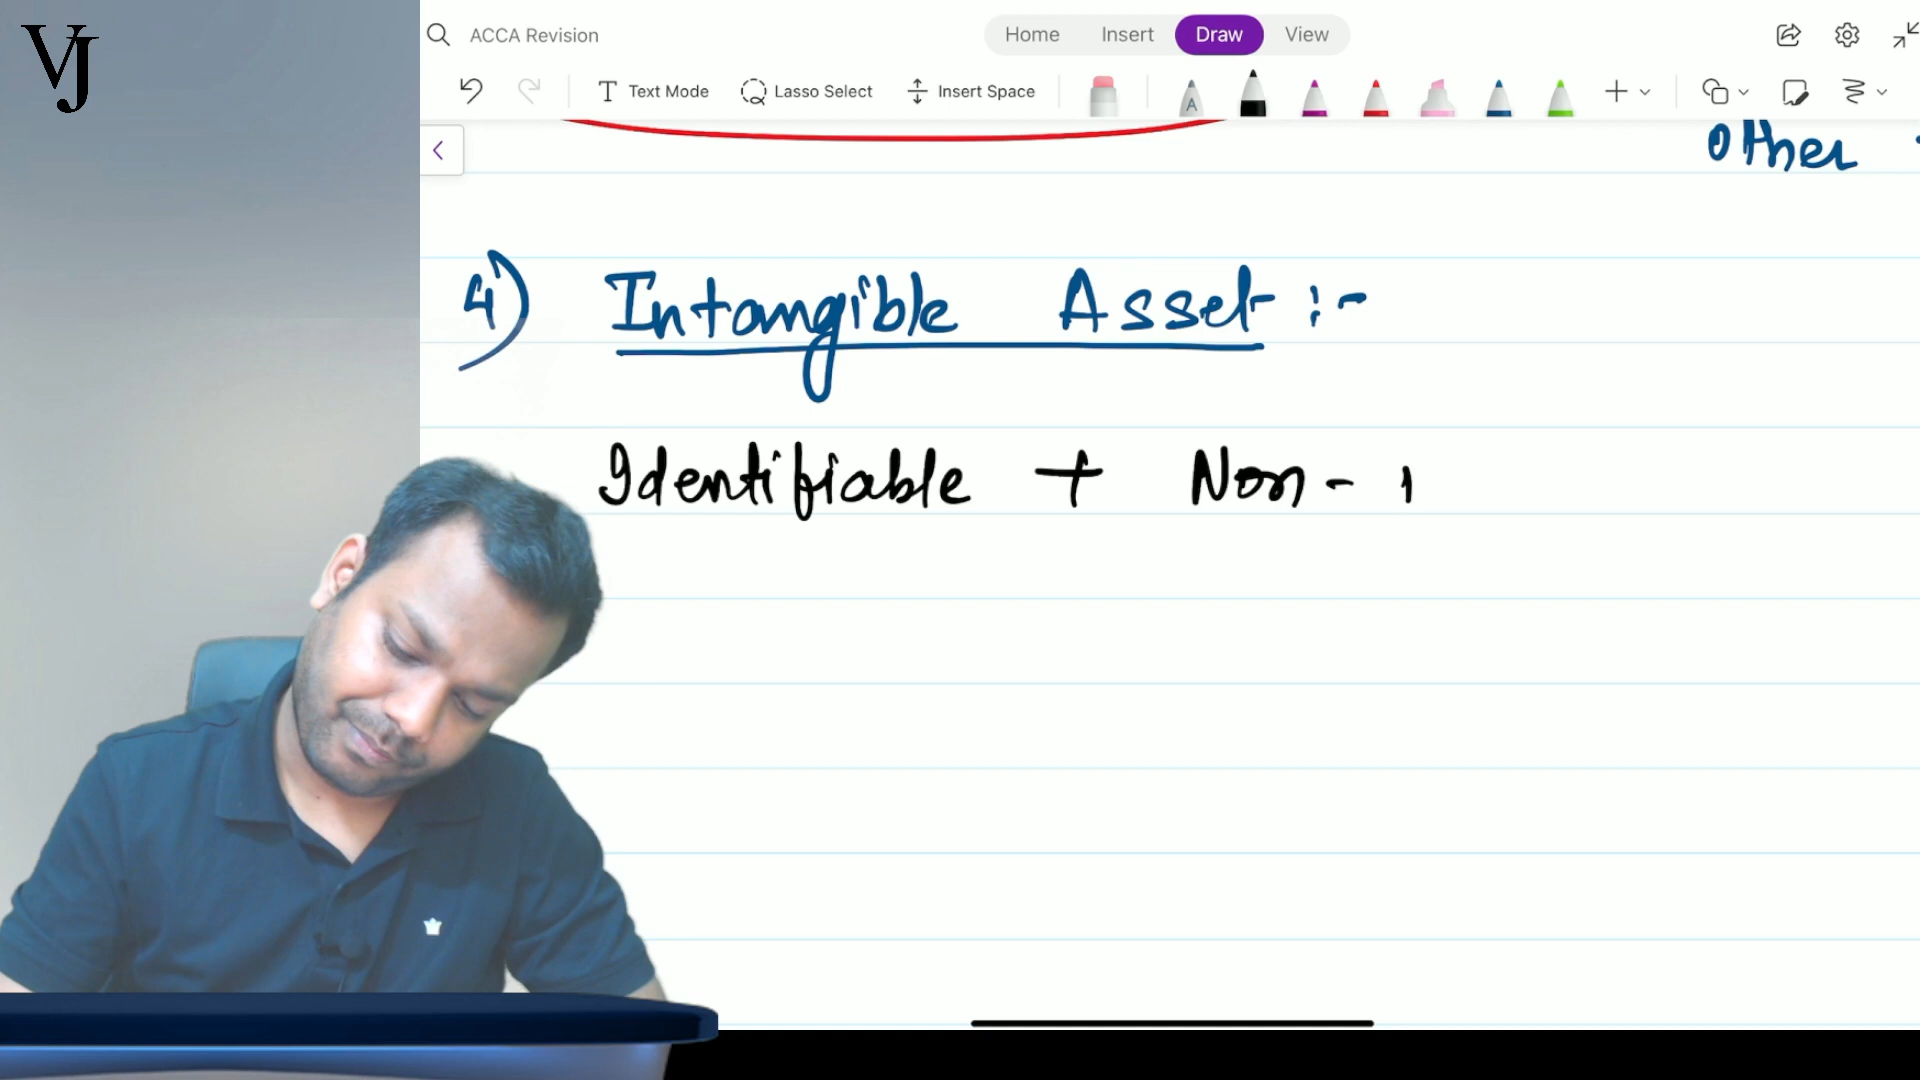 VJ
ACCA Revision
Home Insert Draw View
Text Mode Lasso Select Insert Space
A
other
4) Intangible Asset :-
Identifiable + Non-